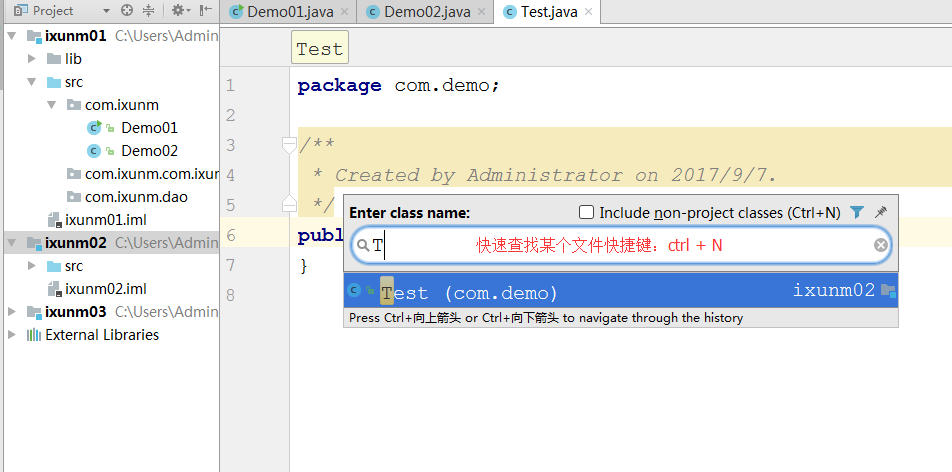 Project
Demo01.java
Demo02.java
Test.java
ixunm01 C:\Users\Admin
lib
src
com.ixunm
Demo01
Demo02
com.ixunm.com.ixun
com.ixunm.dao
ixunm01.iml
ixunm02 C:\Users\Admin
src
ixunm02.iml
ixunm03 C:\Users\Admin
External Libraries
Test
1 package com.demo;
2
3 /**
4 * Created by Administrator on 2017/9/7.
5 */
6 publ
7 }
8
Enter class name: Include non-project classes (Ctrl+N)
T 快速查找某个文件快捷键：ctrl + N
Test (com.demo) ixunm02
Press Ctrl+向上箭头 or Ctrl+向下箭头 to navigate through the history